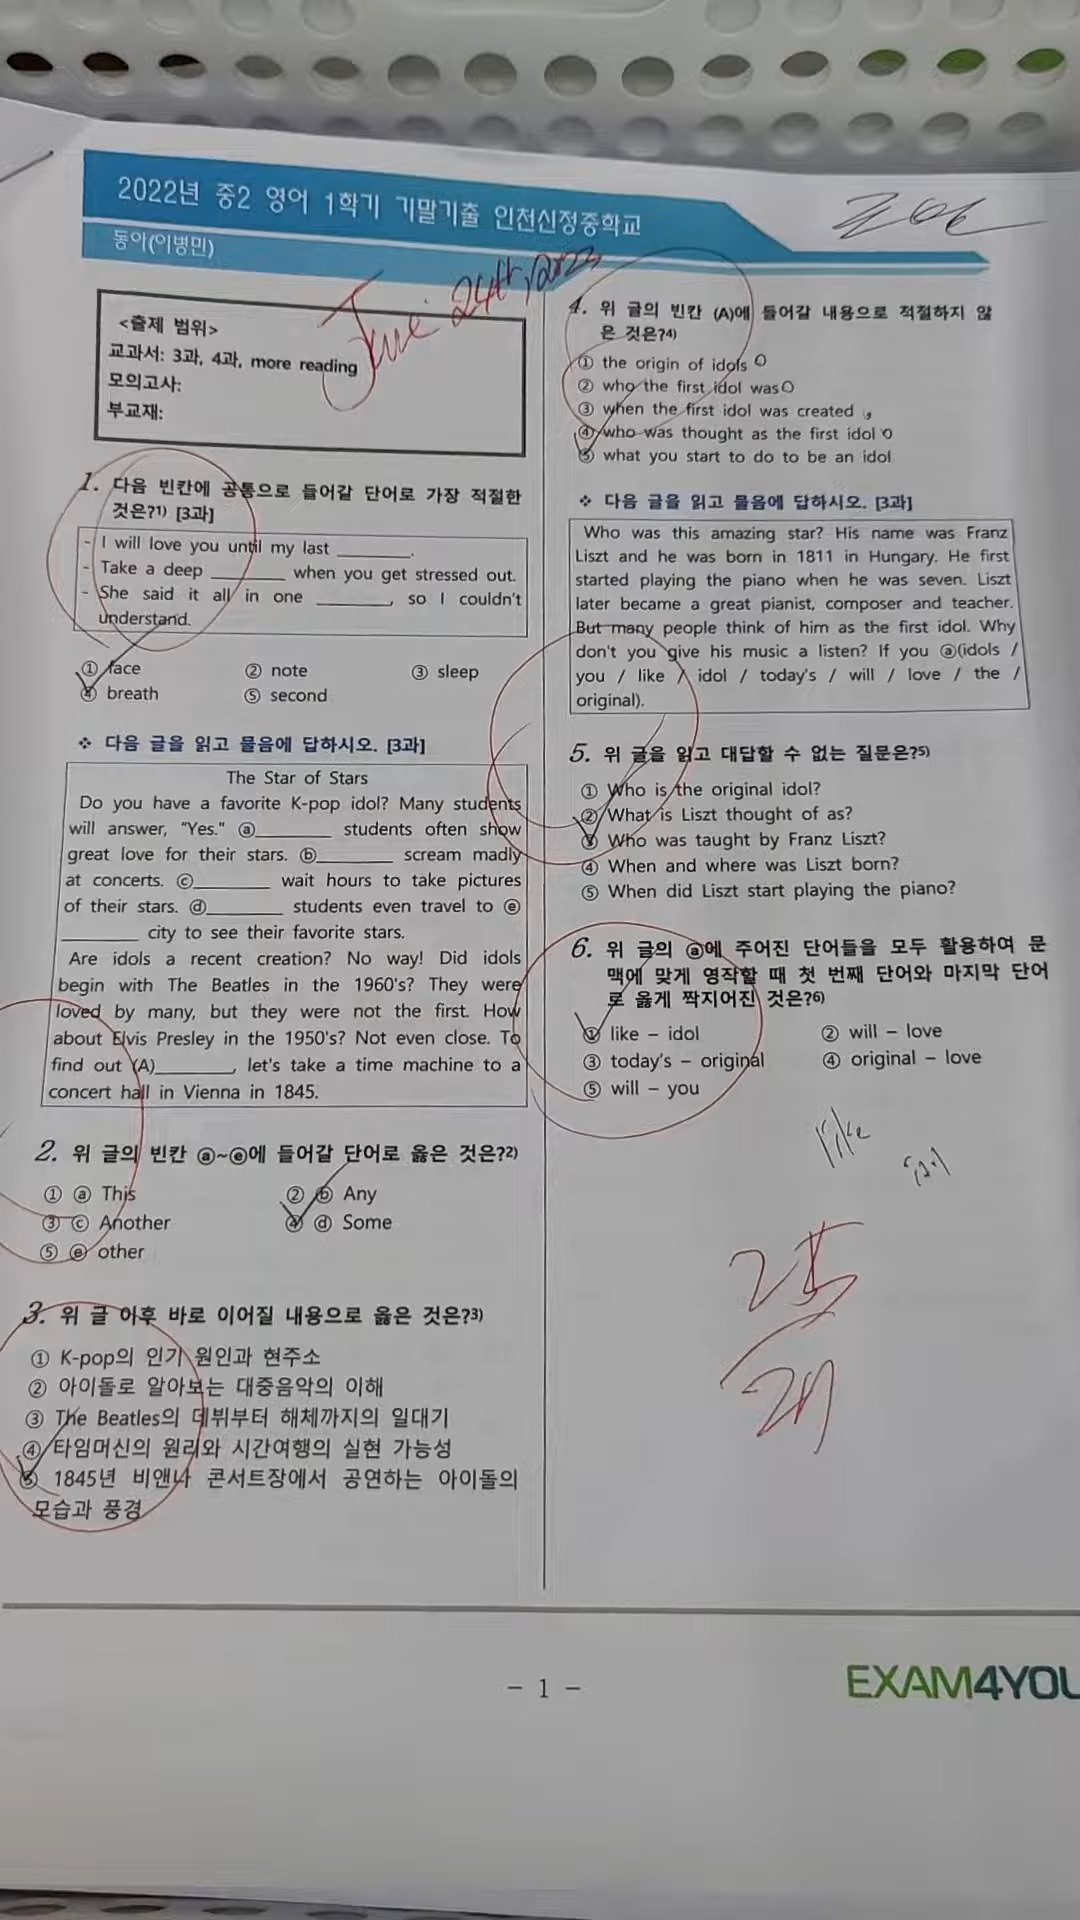 2022년 중2 영어 1학기 기말기출 인천신정중학교
동아(이병민)
June 24th, 2023
<출제 범위>
교과서: 3과, 4과, more reading
모의고사:
부교재:
1. 다음 빈칸에 공통으로 들어갈 단어로 가장 적절한
것은?1) [3과]
- I will love you until my last ________.
- Take a deep ________ when you get stressed out.
- She said it all in one ________, so I couldn't
understand.
① face ② note ③ sleep
④ breath ⑤ second
❖ 다음 글을 읽고 물음에 답하시오. [3과]
The Star of Stars
Do you have a favorite K-pop idol? Many students
will answer, "Yes." ⓐ________ students often show
great love for their stars. ⓑ________ scream madly
at concerts. ⓒ________ wait hours to take pictures
of their stars. ⓓ________ students even travel to ⓔ
________ city to see their favorite stars.
Are idols a recent creation? No way! Did idols
begin with The Beatles in the 1960's? They were
loved by many, but they were not the first. How
about Elvis Presley in the 1950's? Not even close. To
find out (A)________, let's take a time machine to a
concert hall in Vienna in 1845.
2. 위 글의 빈칸 ⓐ~ⓔ에 들어갈 단어로 옳은 것은?2)
① ⓐ This ② ⓑ Any
③ ⓒ Another ④ ⓓ Some
⑤ ⓔ other
3. 위 글 이후 바로 이어질 내용으로 옳은 것은?3)
① K-pop의 인기 원인과 현주소
② 아이돌로 알아보는 대중음악의 이해
③ The Beatles의 데뷔부터 해체까지의 일대기
④ 타임머신의 원리와 시간여행의 실현 가능성
⑤ 1845년 비앤나 콘서트장에서 공연하는 아이돌의
모습과 풍경
4. 위 글의 빈칸 (A)에 들어갈 내용으로 적절하지 않
은 것은?4)
① the origin of idols
② who the first idol was
③ when the first idol was created
④ who was thought as the first idol
⑤ what you start to do to be an idol
❖ 다음 글을 읽고 물음에 답하시오. [3과]
Who was this amazing star? His name was Franz
Liszt and he was born in 1811 in Hungary. He first
started playing the piano when he was seven. Liszt
later became a great pianist, composer and teacher.
But many people think of him as the first idol. Why
don't you give his music a listen? If you ⓐ(idols /
you / like / idol / today's / will / love / the /
original).
5. 위 글을 읽고 대답할 수 없는 질문은?5)
① Who is the original idol?
② What is Liszt thought of as?
③ Who was taught by Franz Liszt?
④ When and where was Liszt born?
⑤ When did Liszt start playing the piano?
6. 위 글의 ⓐ에 주어진 단어들을 모두 활용하여 문
맥에 맞게 영작할 때 첫 번째 단어와 마지막 단어
로 옳게 짝지어진 것은?6)
① like – idol ② will – love
③ today's – original ④ original – love
⑤ will – you
like idol
- 1 -
EXAM4YOU